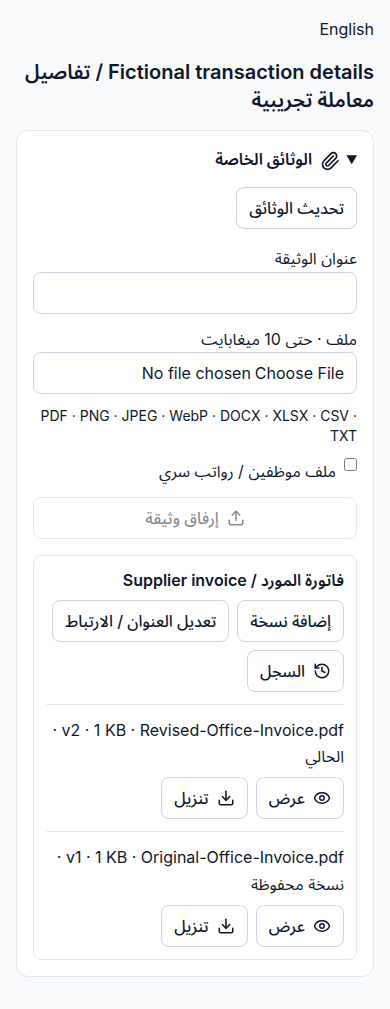 English
Fictional transaction details / تفاصيل
معاملة تجريبية
الوثائق الخاصة
تحديث الوثائق
عنوان الوثيقة
ملف · حتى 10 ميغابايت
No file chosen Choose File
PDF · PNG · JPEG · WebP · DOCX · XLSX · CSV ·
TXT
ملف موظفين / رواتب سري
إرفاق وثيقة
فاتورة المورد / Supplier invoice
إضافة نسخة
تعديل العنوان / الارتباط
السجل
Revised-Office-Invoice.pdf · v2 · 1 KB ·
الحالي
عرض
تنزيل
Original-Office-Invoice.pdf · v1 · 1 KB ·
نسخة محفوظة
عرض
تنزيل